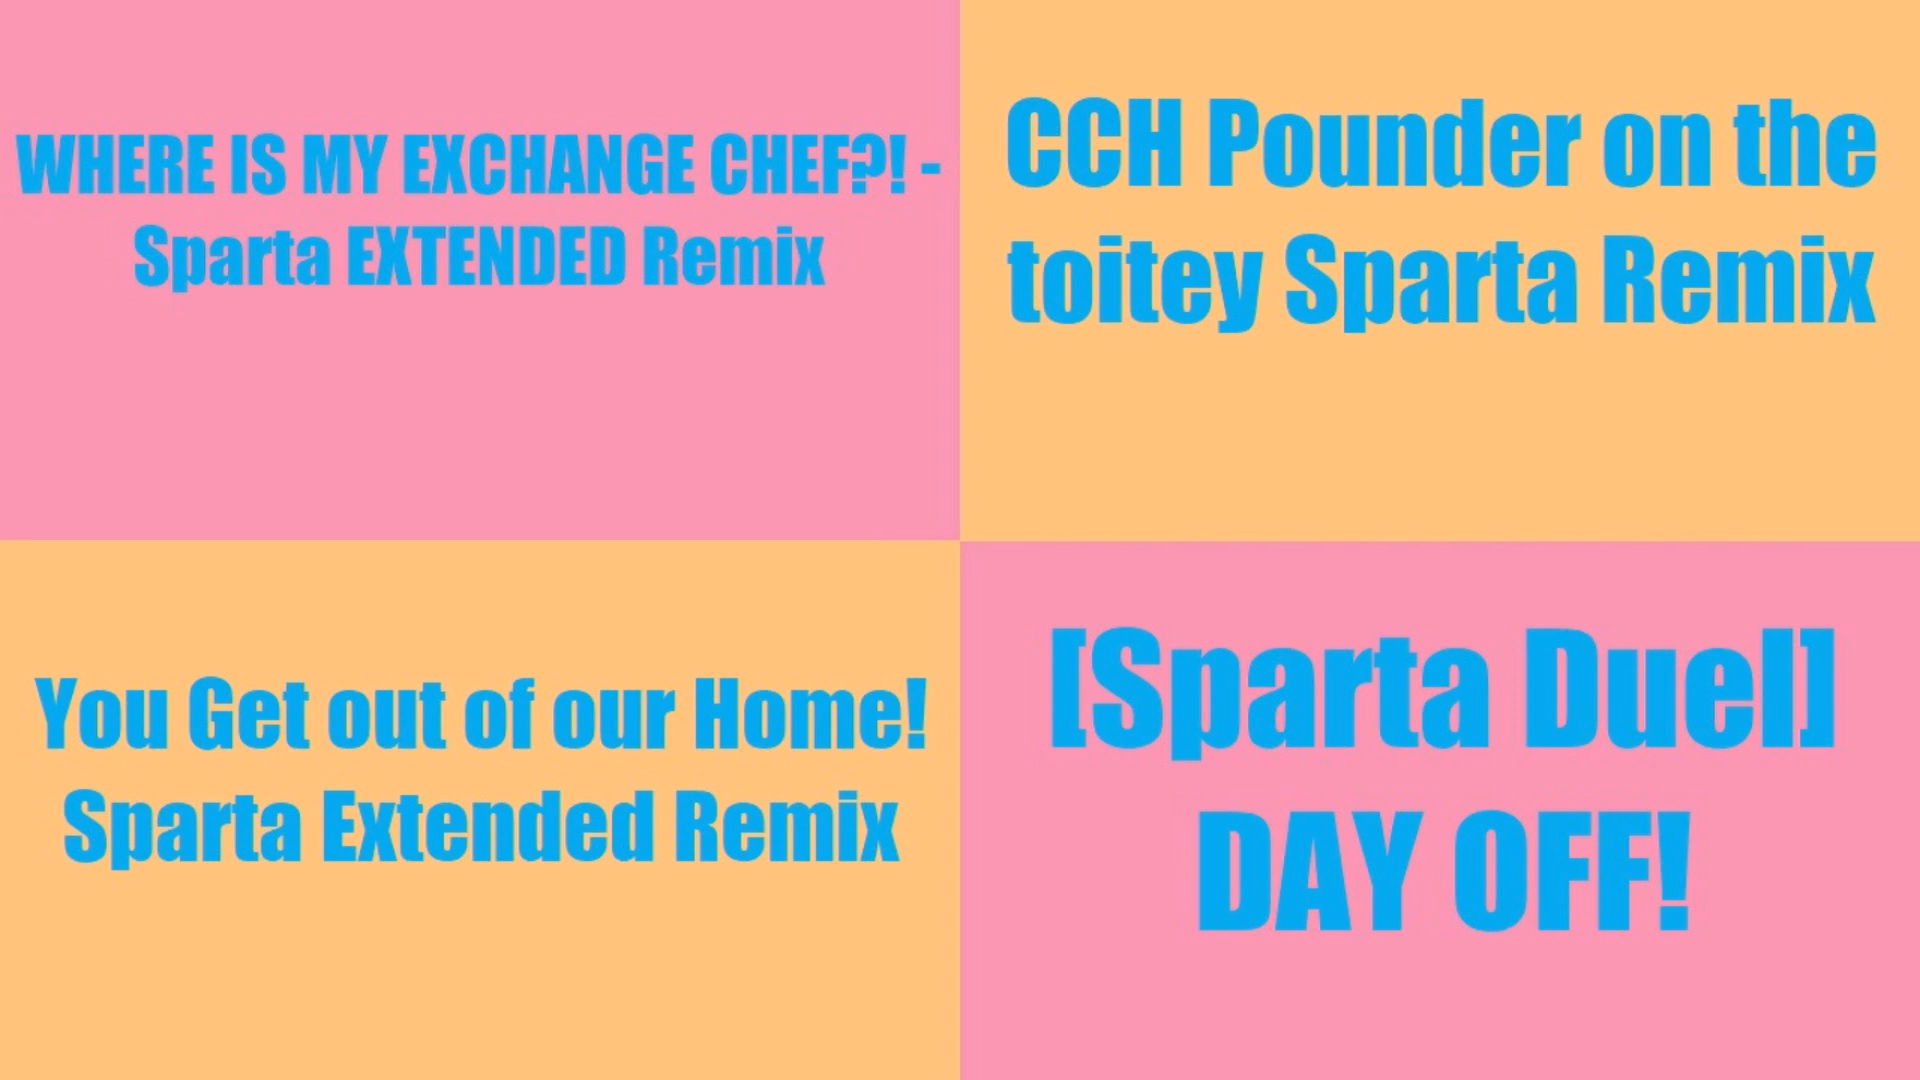 WHERE IS MY EXCHANGE CHEF?! -
Sparta EXTENDED Remix
CCH Pounder on the
toitey Sparta Remix
You Get out of our Home!
Sparta Extended Remix
[Sparta Duel]
DAY OFF!